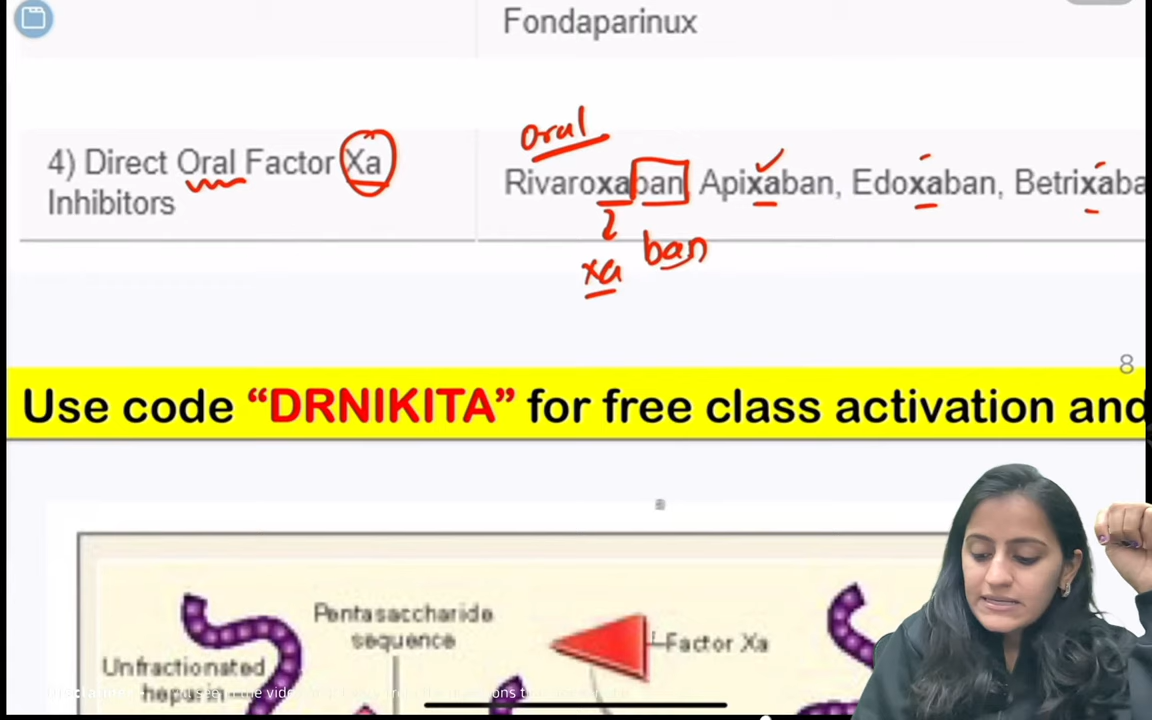 Fondaparinux
oral
4) Direct Oral Factor Xa
Inhibitors
Rivaroxaban Apixaban, Edoxaban, Betrixaba
xa ban
8
Use code “DRNIKITA” for free class activation and
Pentasaccharide
sequence
Factor Xa
Unfractionated
heparin